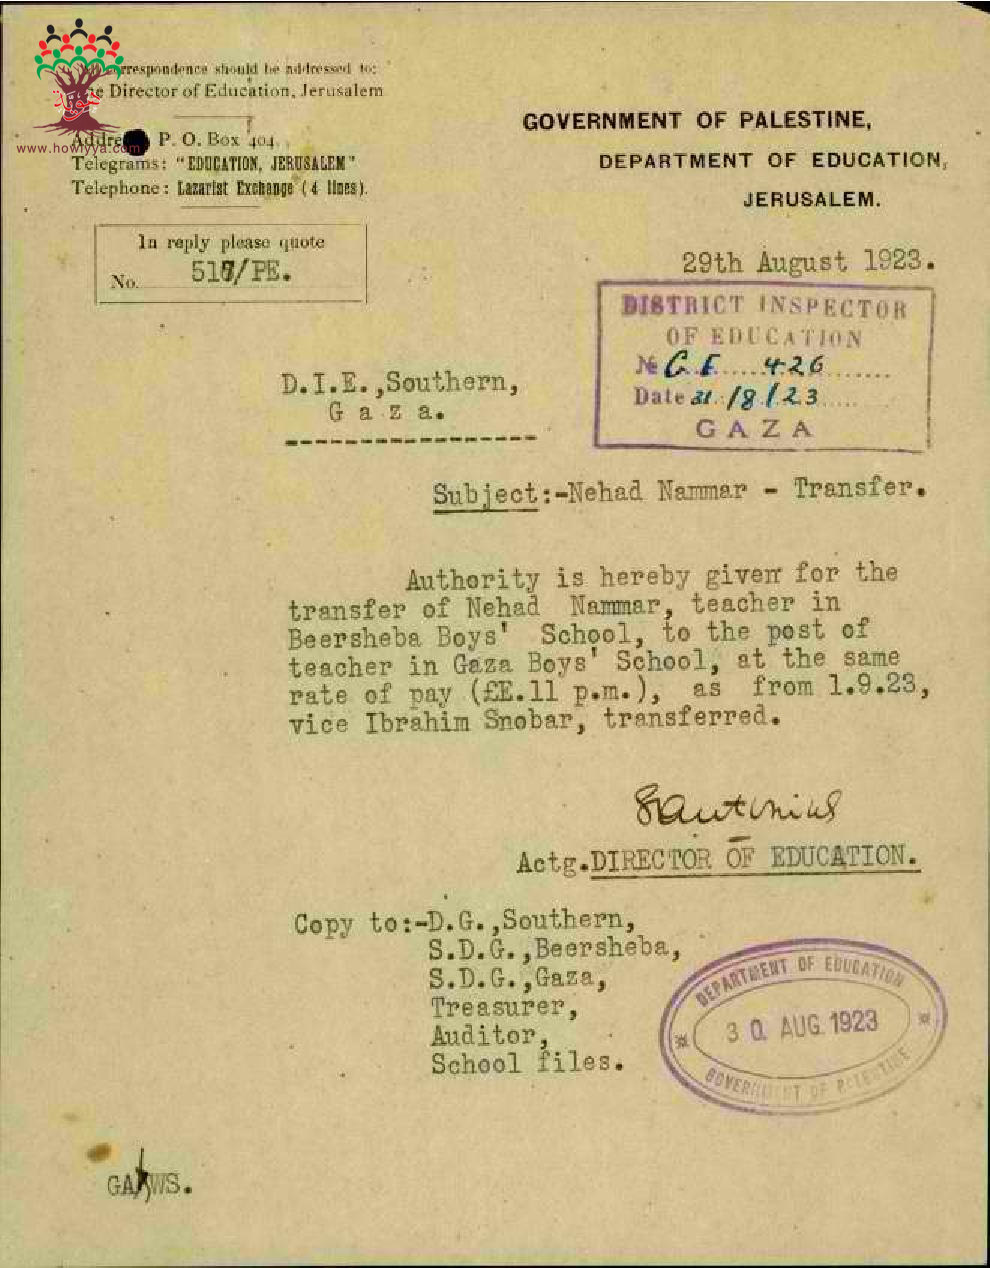 correspondence should be addressed to:
Director of Education, Jerusalem
P. O. Box 404.
www.howiyya.com
Telegrams: "EDUCATION, JERUSALEM"
Telephone: Lazarist Exchange (4 lines).
GOVERNMENT OF PALESTINE,
DEPARTMENT OF EDUCATION,
JERUSALEM.
In reply please quote
No. 517/PE.
29th August 1923.
DISTRICT INSPECTOR
OF EDUCATION
No G.E. 426
Date 31/8/23
GAZA
D.I.E.,Southern,
G a z a.
Subject:-Nehad Nammar - Transfer.
Authority is hereby given for the
transfer of Nehad Nammar, teacher in
Beersheba Boys' School, to the post of
teacher in Gaza Boys' School, at the same
rate of pay (£E.11 p.m.), as from 1.9.23,
vice Ibrahim Snobar, transferred.
Antonius
Actg.DIRECTOR OF EDUCATION.
Copy to:-D.G.,Southern,
S.D.G.,Beersheba,
S.D.G.,Gaza,
Treasurer,
Auditor,
School files.
DEPARTMENT OF EDUCATION
30 AUG. 1923
GOVERNMENT OF PALESTINE
GA/WS.